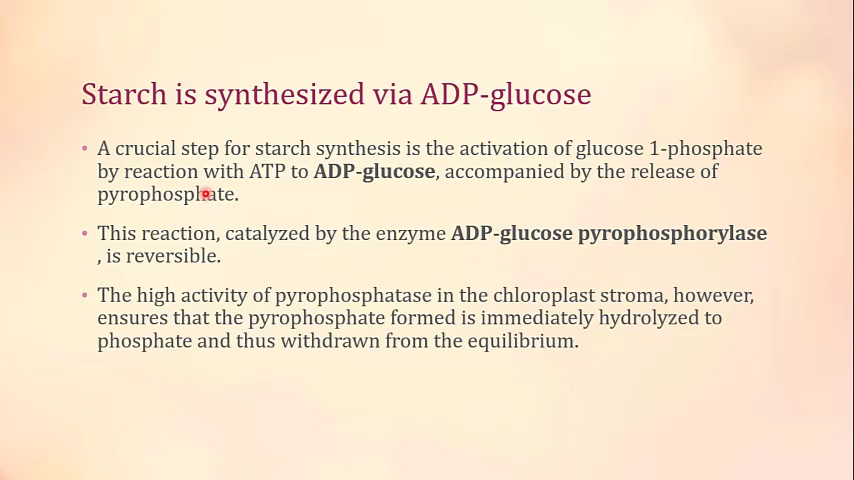 Starch is synthesized via ADP-glucose
• A crucial step for starch synthesis is the activation of glucose 1-phosphate
by reaction with ATP to ADP-glucose, accompanied by the release of
pyrophosphate.
• This reaction, catalyzed by the enzyme ADP-glucose pyrophosphorylase
, is reversible.
• The high activity of pyrophosphatase in the chloroplast stroma, however,
ensures that the pyrophosphate formed is immediately hydrolyzed to
phosphate and thus withdrawn from the equilibrium.